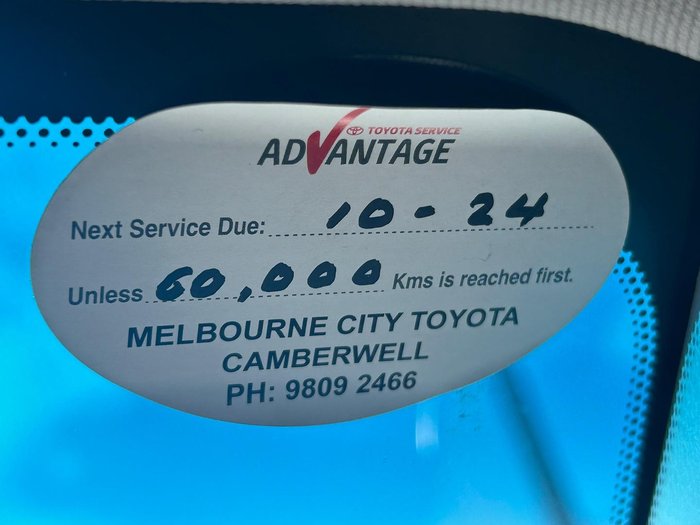 TOYOTA SERVICE
ADVANTAGE
Next Service Due: 10 - 24
Unless 60,000 Kms is reached first.
MELBOURNE CITY TOYOTA
CAMBERWELL
PH: 9809 2466